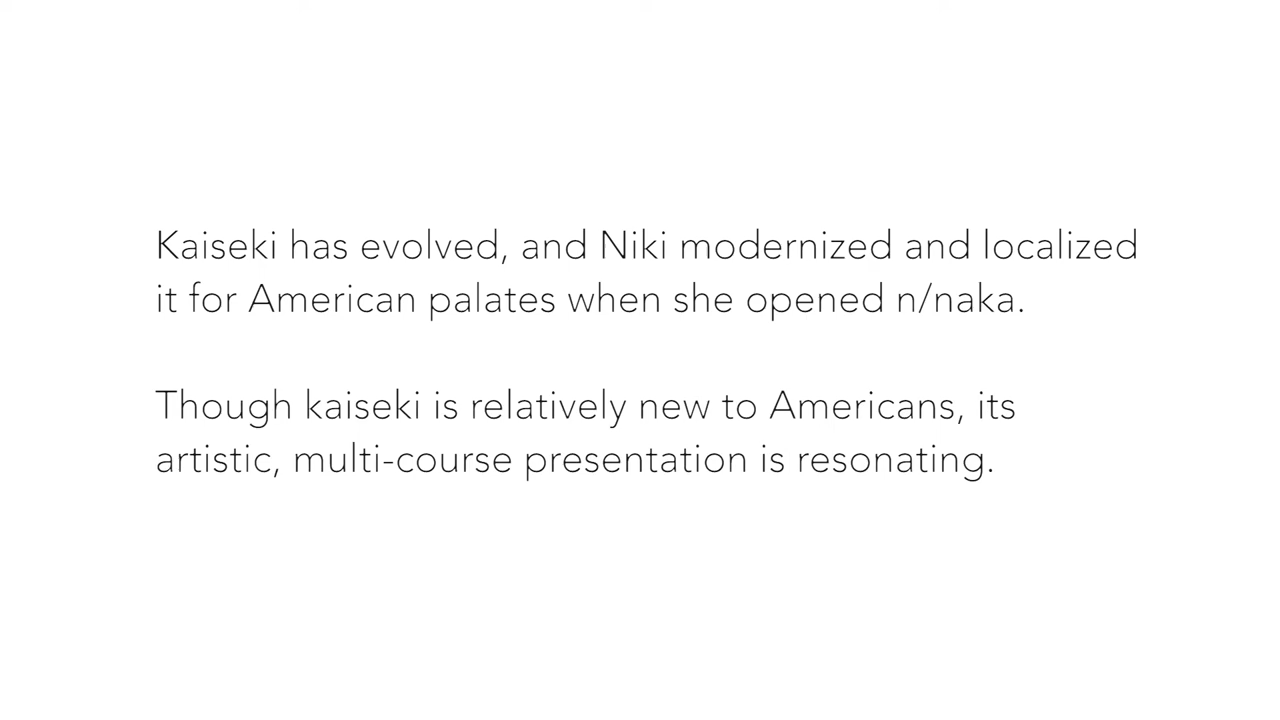 Kaiseki has evolved, and Niki modernized and localized
it for American palates when she opened n/naka.
Though kaiseki is relatively new to Americans, its
artistic, multi-course presentation is resonating.